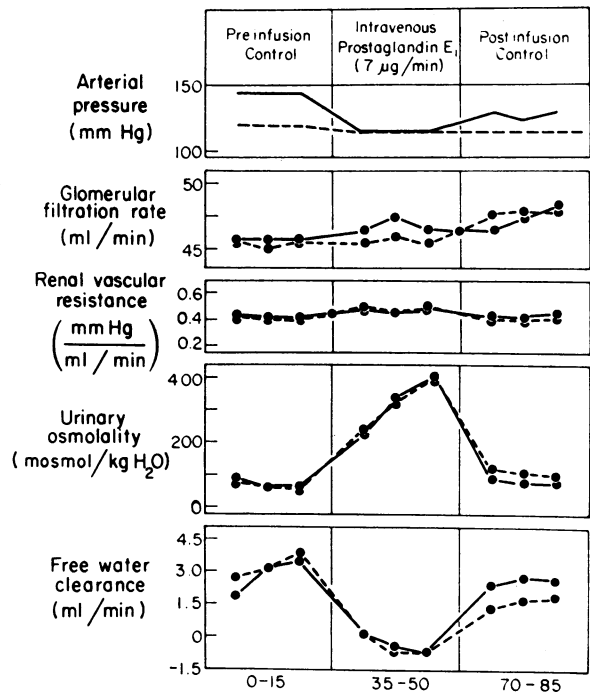 Preinfusion
Control
Intravenous
Prostaglandin E1
(7 µg/min)
Postinfusion
Control
Arterial
pressure
(mm Hg)
150
100
Glomerular
filtration rate
(ml/min)
50
45
Renal vascular
resistance
(mm Hg
ml/min)
0.6
0.4
0.2
Urinary
osmolality
(mosmol/kg H2O)
400
200
0
Free water
clearance
(ml/min)
4.5
3.0
1.5
0
-1.5
0-15
35-50
70-85